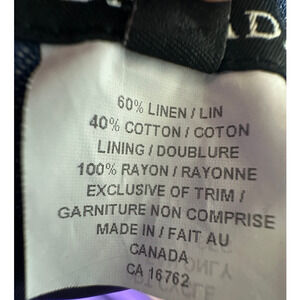 60% LINEN / LIN
40% COTTON / COTON
LINING / DOUBLURE
100% RAYON / RAYONNE
EXCLUSIVE OF TRIM /
GARNITURE NON COMPRISE
MADE IN / FAIT AU
CANADA
CA 16762